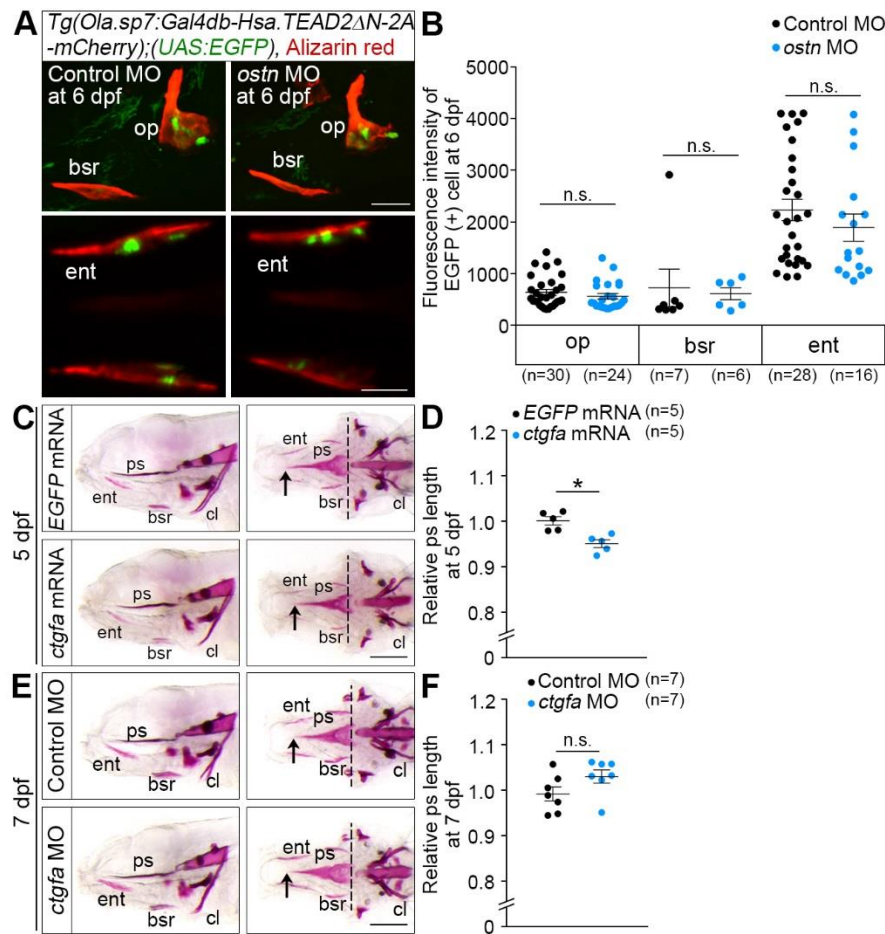 A
Tg(Ola.sp7:Gal4db-Hsa.TEAD2ΔN-2A
-mCherry);(UAS:EGFP), Alizarin red
Control MO
at 6 dpf
op
bsr
ostn MO
at 6 dpf
op
bsr
ent
ent
B
Control MO
ostn MO
Fluorescence intensity of
EGFP (+) cell at 6 dpf
5000
4000
3000
2000
1000
0
n.s.
n.s.
n.s.
op
bsr
ent
(n=30)
(n=24)
(n=7)
(n=6)
(n=28)
(n=16)
C
5 dpf
EGFP mRNA
ps
ent
bsr
cl
ent
ps
bsr
cl
ctgfa mRNA
ps
ent
bsr
cl
ent
ps
bsr
cl
D
EGFP mRNA (n=5)
ctgfa mRNA (n=5)
Relative ps length
at 5 dpf
1.2
1.1
1.0
0.9
0.8
0
*
E
7 dpf
Control MO
ps
ent
bsr
cl
ent
ps
bsr
cl
ctgfa MO
ps
ent
bsr
cl
ent
ps
bsr
cl
F
Control MO (n=7)
ctgfa MO (n=7)
Relative ps length
at 7 dpf
1.2
1.1
1.0
0.9
0.8
0
n.s.